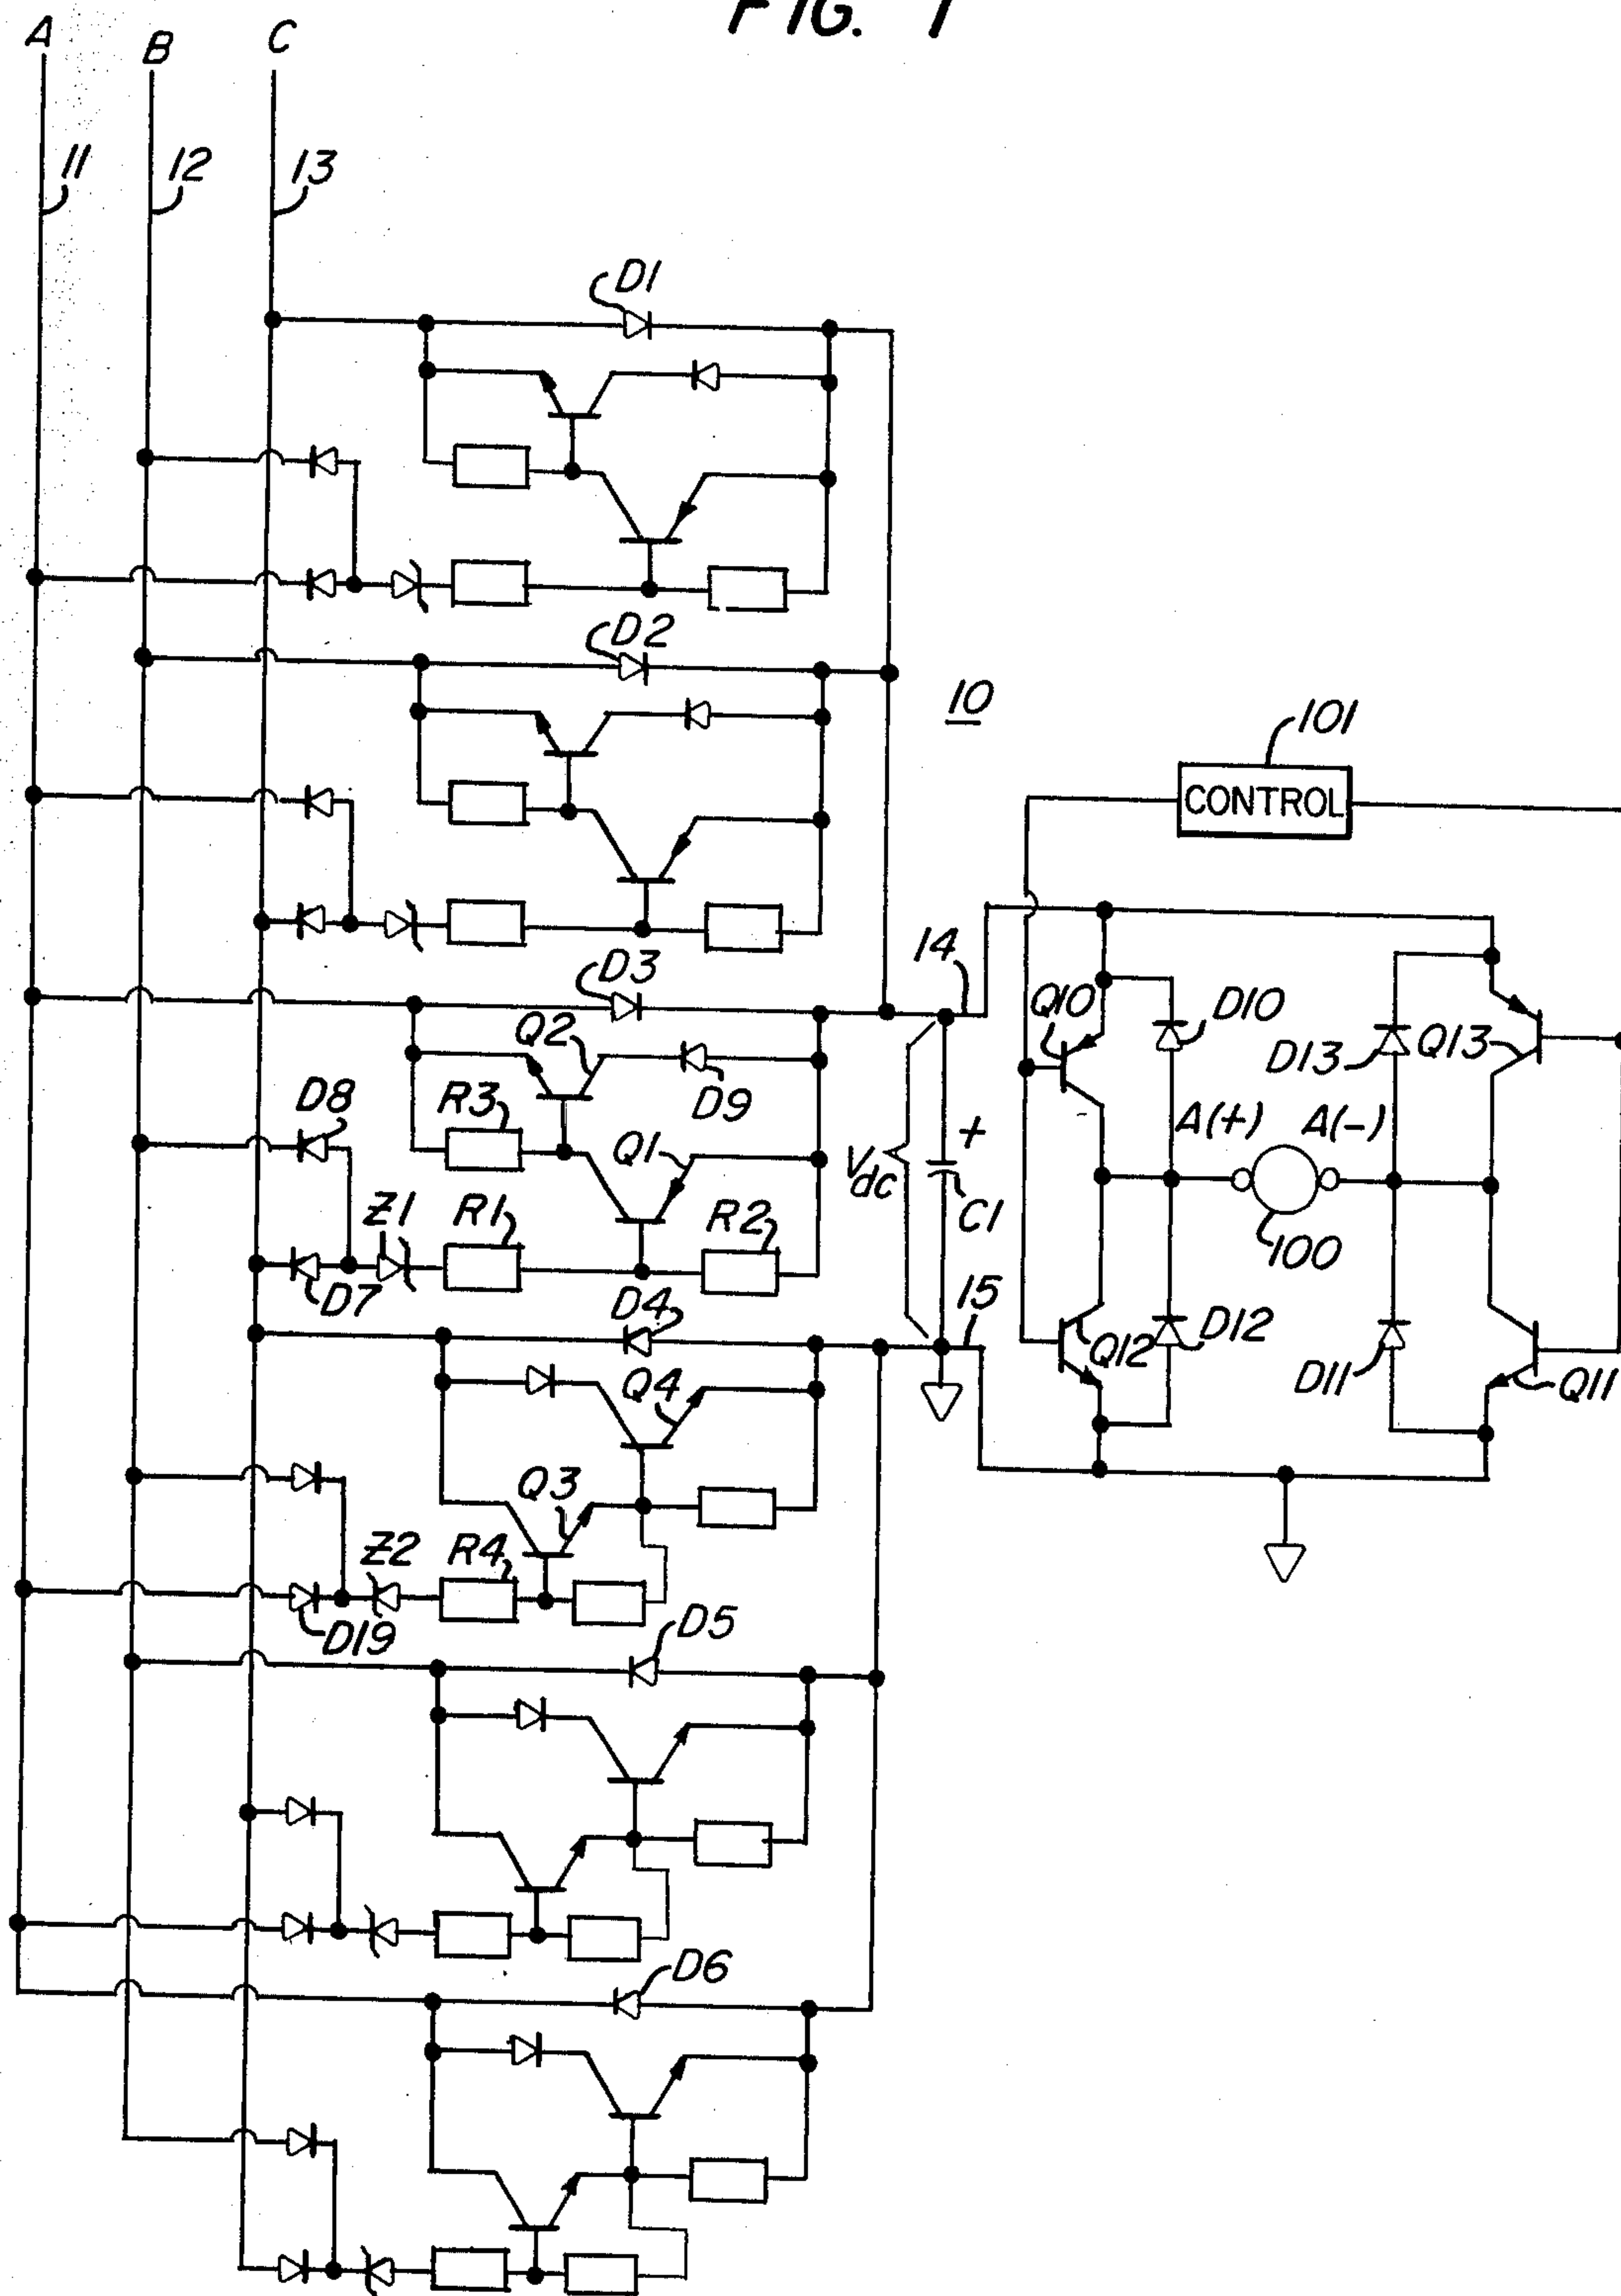 FIG. 1
A B C
11 12 13
D1
D2
10
101
CONTROL
D3
14
Q2
Q10 D10
D13 Q13
D8 R3 D9
A(+) A(-)
Q1
Vdc + C1
Z1 R1 R2
100
D7
D4 15
Q12 D12
Q4 D11 Q11
Q3
Z2 R4
D19 D5
D6